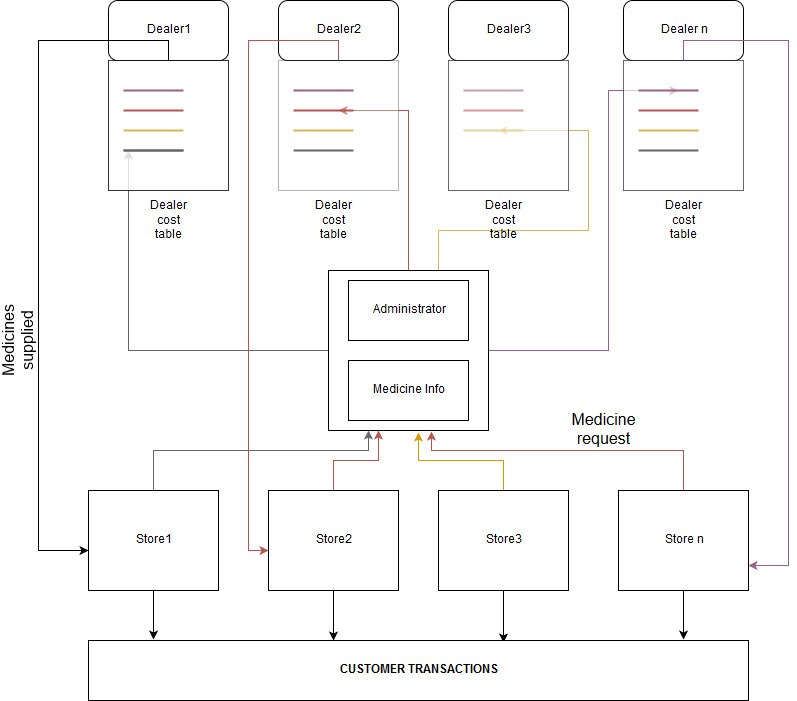 Dealer1
Dealer2
Dealer3
Dealer n
Dealer
cost
table
Dealer
cost
table
Dealer
cost
table
Dealer
cost
table
Administrator
Medicines
supplied
Medicine Info
Medicine
request
Store1
Store2
Store3
Store n
CUSTOMER TRANSACTIONS